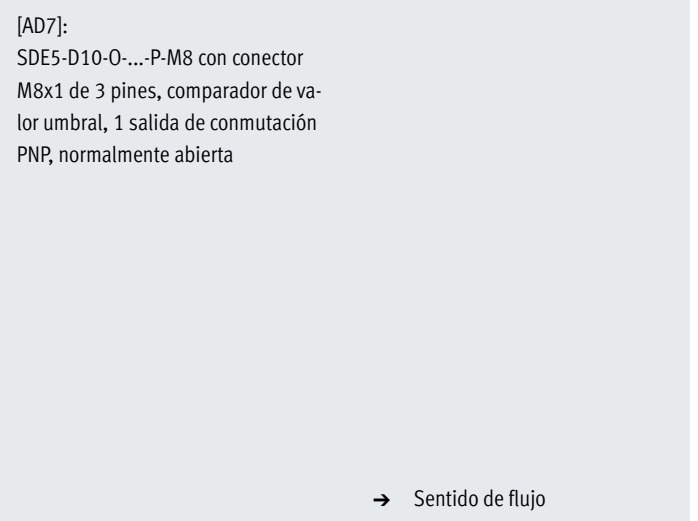 [AD7]:
SDE5-D10-O-...-P-M8 con conector
M8x1 de 3 pines, comparador de va-
lor umbral, 1 salida de conmutación
PNP, normalmente abierta
➔ Sentido de flujo